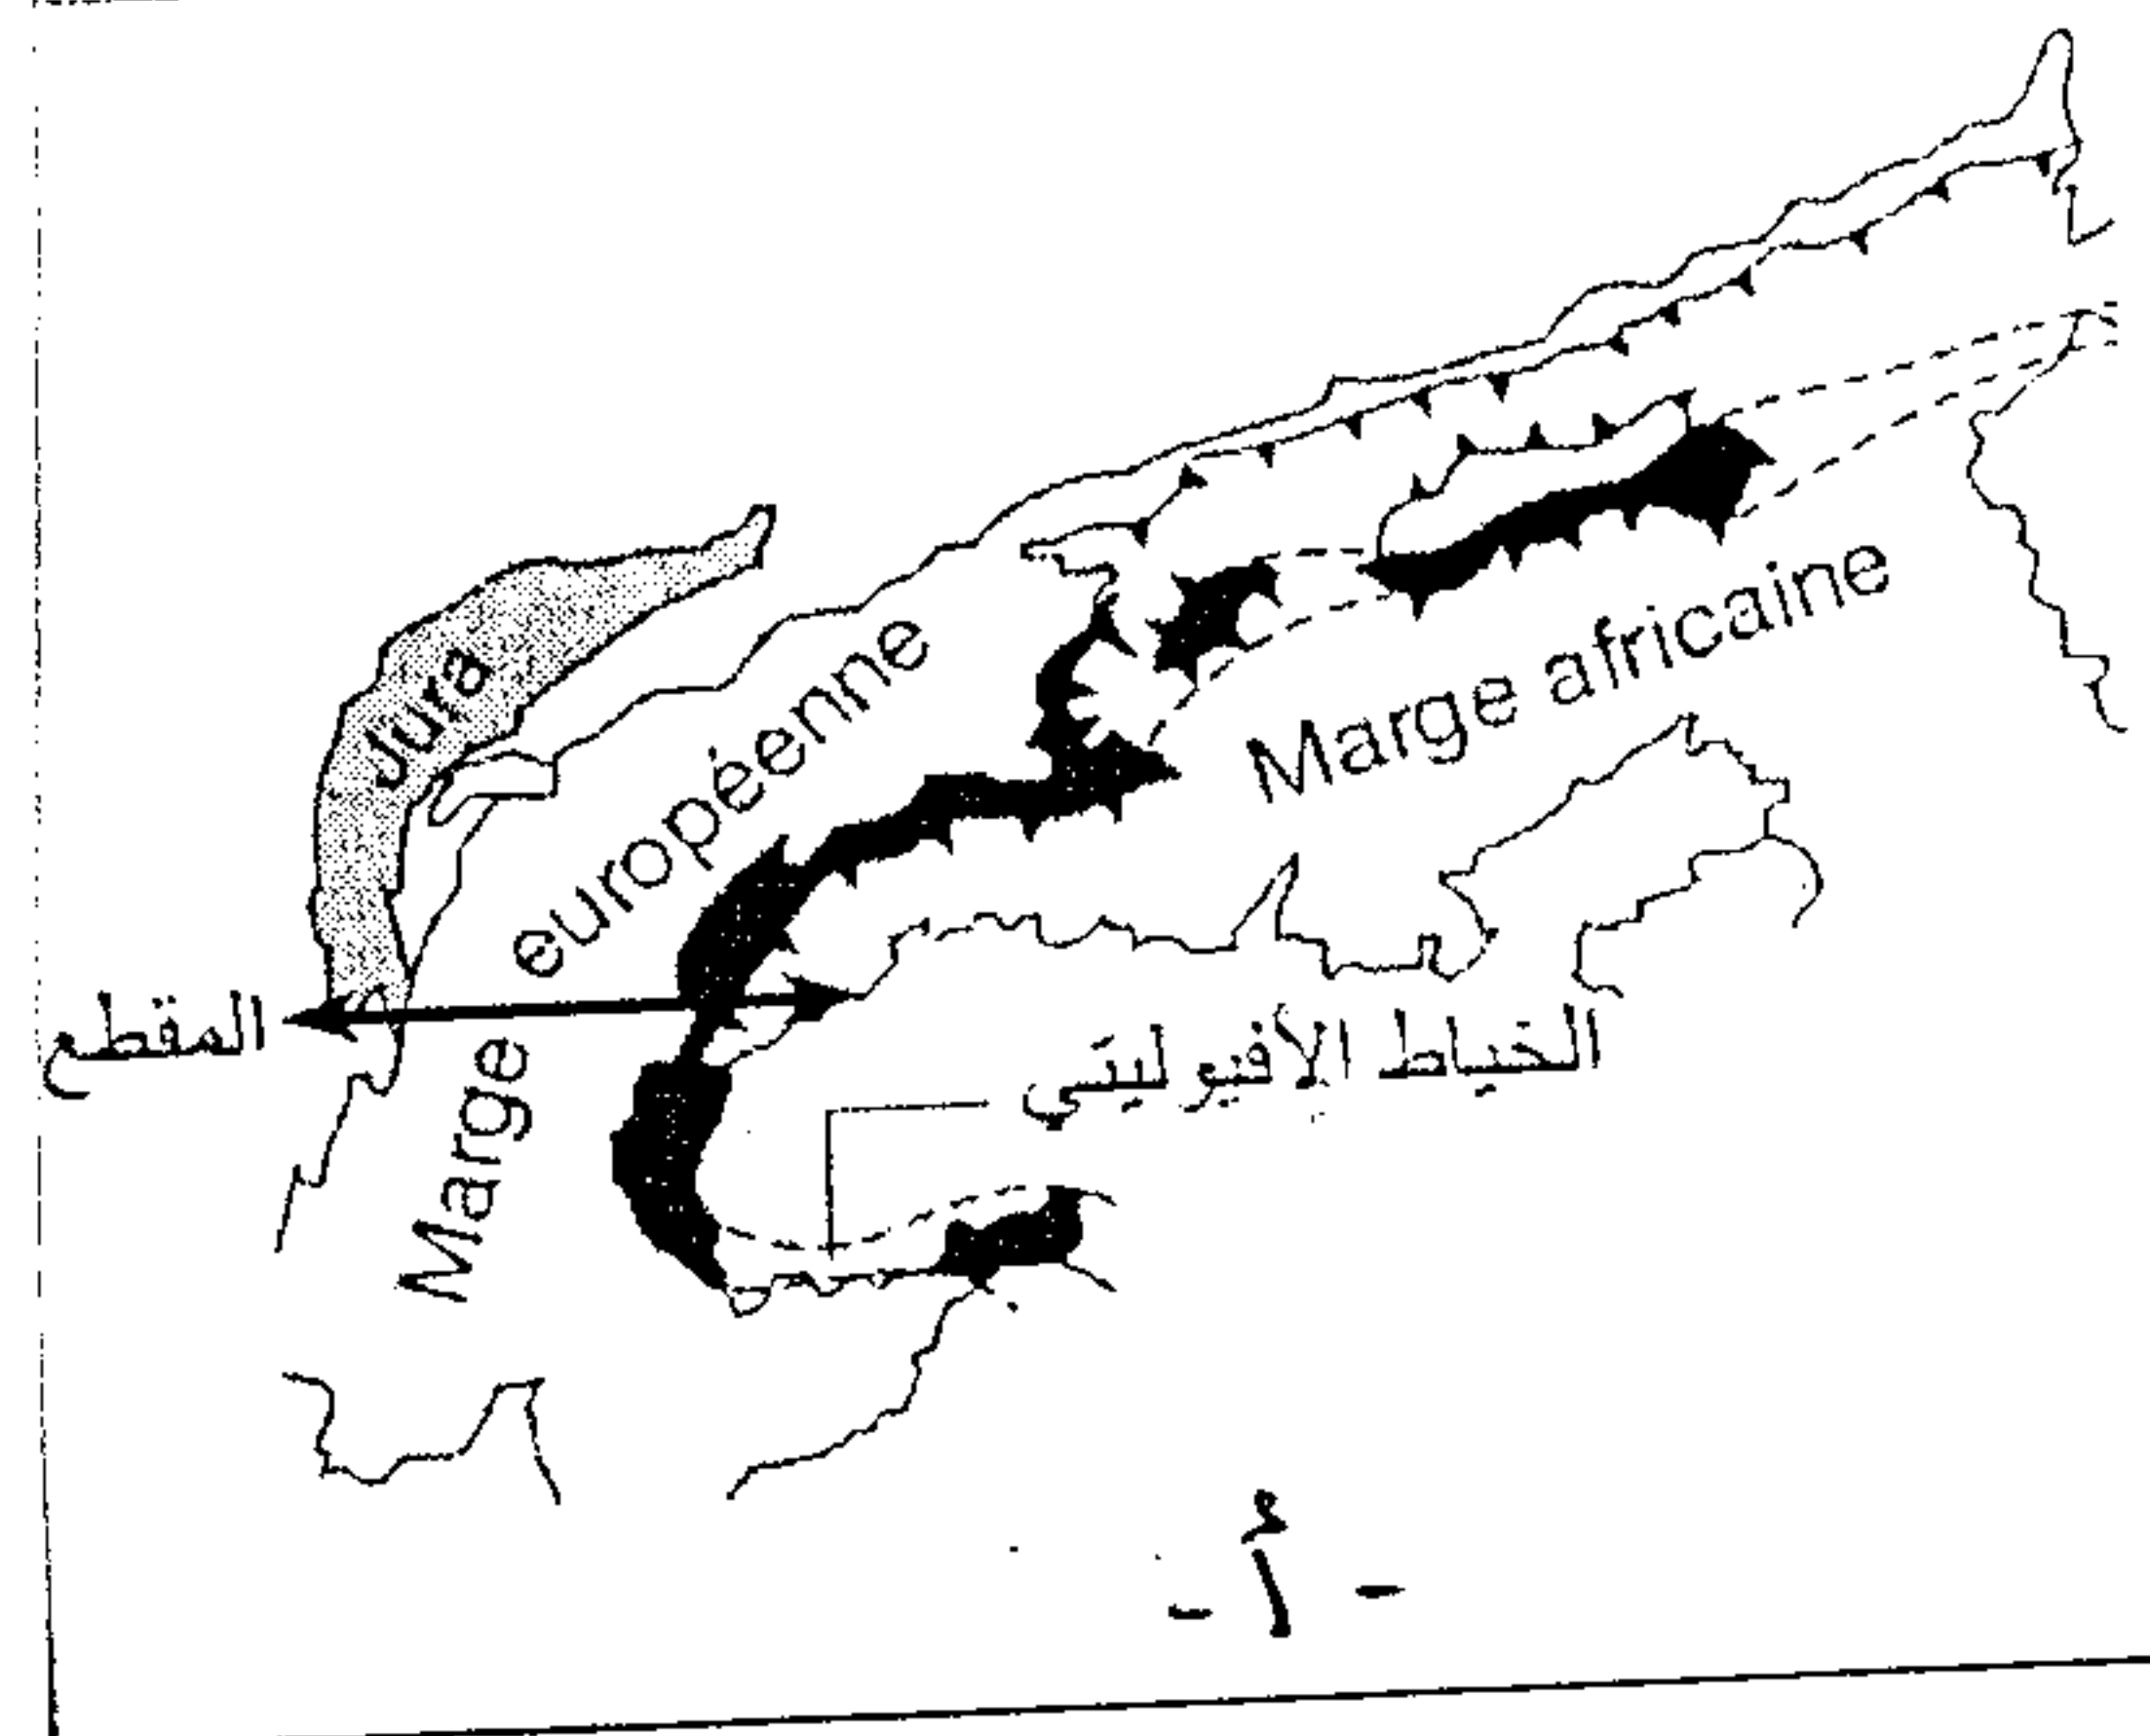 Jura
Marge européenne
Marge africaine
المقطع
الخياط الأفيوليتي
- أ -